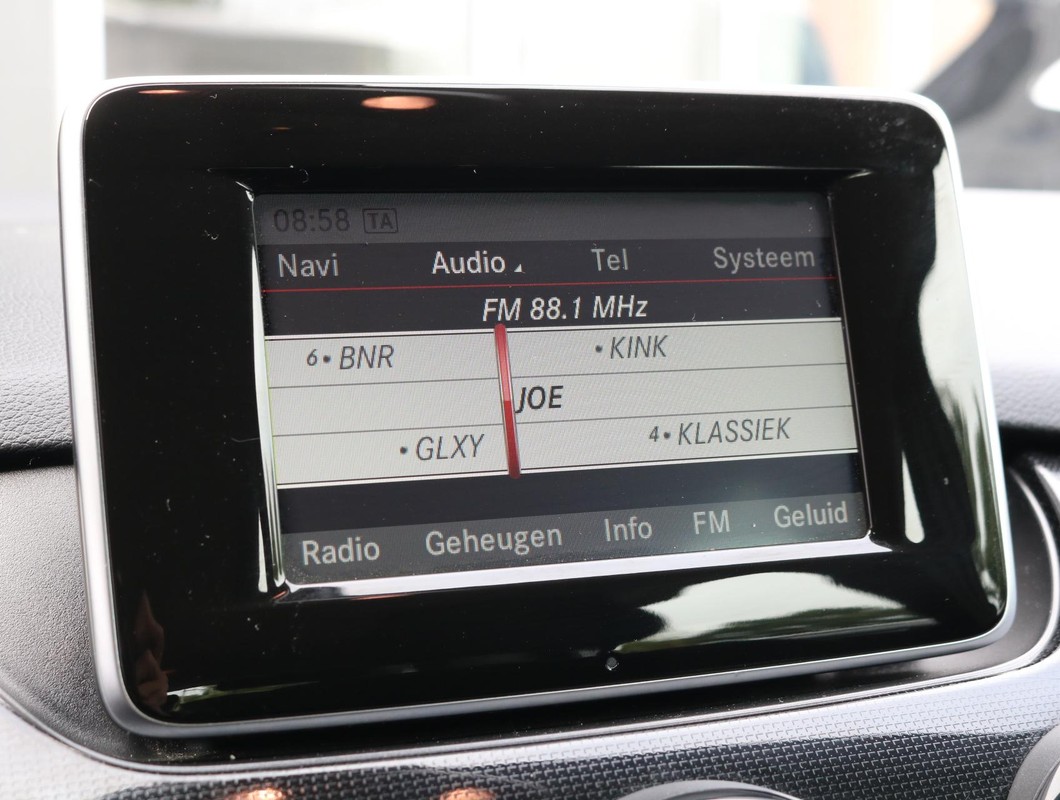 08:58 TA
Navi Audio Tel Systeem
FM 88.1 MHz
6• BNR • KINK
JOE
• GLXY 4• KLASSIEK
Radio Geheugen Info FM Geluid